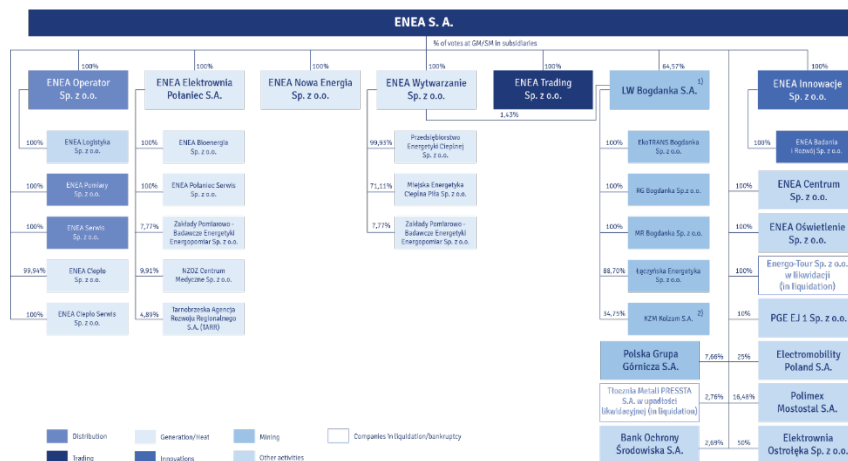 ENEA S. A.
% of votes at GM/SM in subsidiaries
100%
100%
100%
100%
64,57%
100%
ENEA Operator
Sp. z o.o.
ENEA Elektrownia
Połaniec S.A.
ENEA Nowa Energia
Sp. z o.o.
ENEA Wytwarzanie
Sp. z o.o.
ENEA Trading
Sp. z o.o.
1)
LW Bogdanka S.A.
ENEA Innowacje
Sp. z o.o.
1,43%
100%
ENEA Logistyka
Sp. z o.o.
100%
ENEA Bioenergia
Sp. z o.o.
99,93%
Przedsiębiorstwo
Energetyki Cieplnej
Sp. z o.o.
100%
EkoTRANS Bogdanka
Sp. z o.o.
100%
ENEA Badania
i Rozwój Sp. z o.o.
100%
ENEA Pomiary
Sp. z o.o.
100%
ENEA Połaniec Serwis
Sp. z o.o.
71,11%
Miejska Energetyka
Cieplna Piła Sp. z o.o.
100%
RG Bogdanka Sp.z o.o.
100%
ENEA Centrum
Sp. z o.o.
100%
ENEA Serwis
Sp. z o.o.
7,77%
Zakłady Pomiarowo -
Badawcze Energetyki
Energopomiar Sp. z o.o.
7,77%
Zakłady Pomiarowo -
Badawcze Energetyki
Energopomiar Sp. z o.o.
100%
MR Bogdanka Sp. z o.o.
100%
ENEA Oświetlenie
Sp. z o.o.
99,94%
ENEA Ciepło
Sp. z o.o.
9,91%
NZOZ Centrum
Medyczne Sp. z o.o.
88,70%
Łęczyńska Energetyka
Sp. z o.o.
100%
Energo-Tour Sp. z o.o.
w likwidacji
(in liquidation)
100%
ENEA Ciepło Serwis
Sp. z o.o.
4,89%
Tarnobrzeska Agencja
Rozwoju Regionalnego
S.A. (TARR)
34,75%
KZM Kolzam S.A.
2)
10%
PGE EJ 1 Sp. z o.o.
Polska Grupa
Górnicza S.A.
7,66%
25%
Electromobility
Poland S.A.
Tłocznia Metali PRESSTA
S.A. w upadłości
likwidacyjnej (in liquidation)
2,78%
16,48%
Polimex
Mostostal S.A.
Bank Ochrony
Środowiska S.A.
2,69%
50%
Elektrownia
Ostrołęka Sp. z o.o.
Distribution
Generation/Heat
Mining
Companies in liquidation/bankruptcy
Trading
Innovations
Other activities